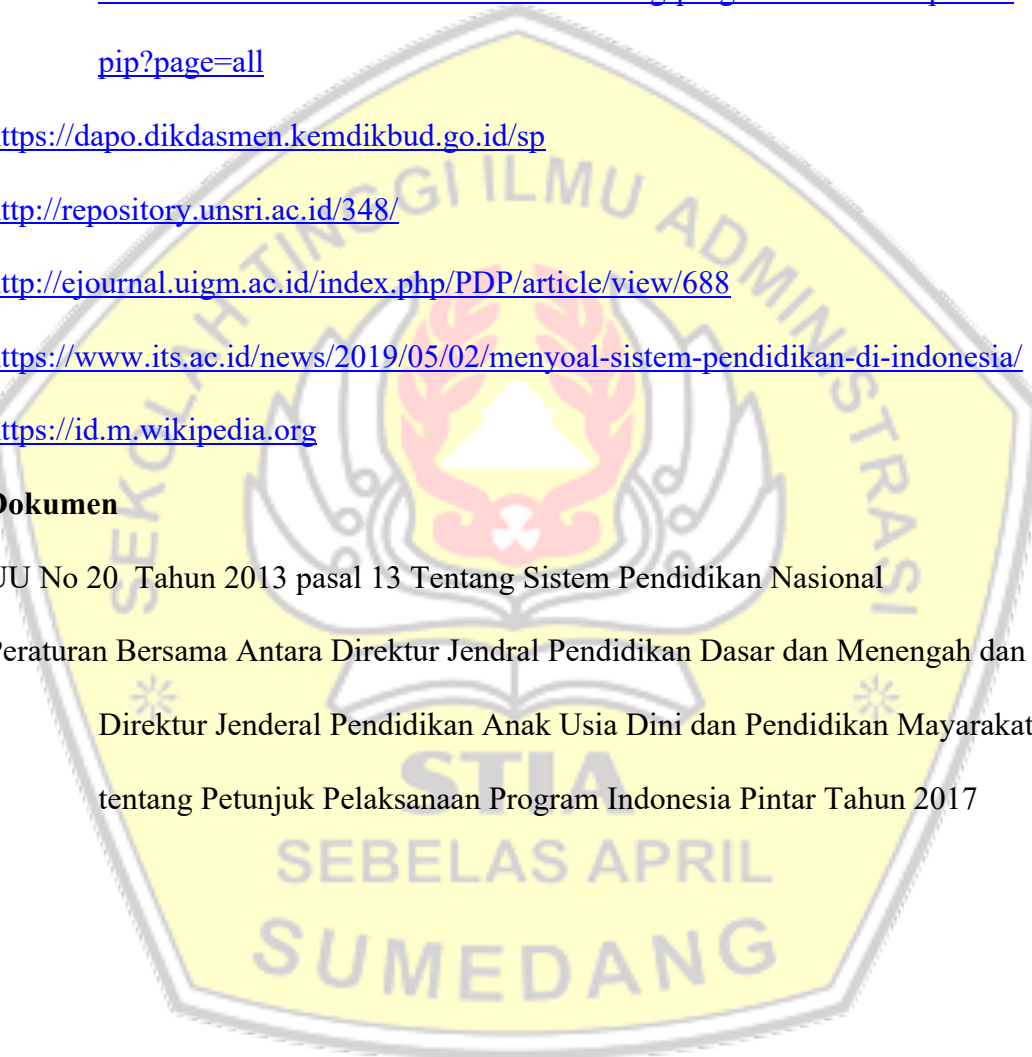 pip?page=all
ttps://dapo.dikdasmen.kemdikbud.go.id/sp
ttp://repository.unsri.ac.id/348/
ttp://ejournal.uigm.ac.id/index.php/PDP/article/view/688
ttps://www.its.ac.id/news/2019/05/02/menyoal-sistem-pendidikan-di-indonesia/
ttps://id.m.wikipedia.org
Dokumen
UU No 20 Tahun 2013 pasal 13 Tentang Sistem Pendidikan Nasional
Peraturan Bersama Antara Direktur Jendral Pendidikan Dasar dan Menengah dan
Direktur Jenderal Pendidikan Anak Usia Dini dan Pendidikan Mayarakat
tentang Petunjuk Pelaksanaan Program Indonesia Pintar Tahun 2017
SEKOLAH TINGGI ILMU ADMINISTRASI
STIA
SEBELAS APRIL
SUMEDANG